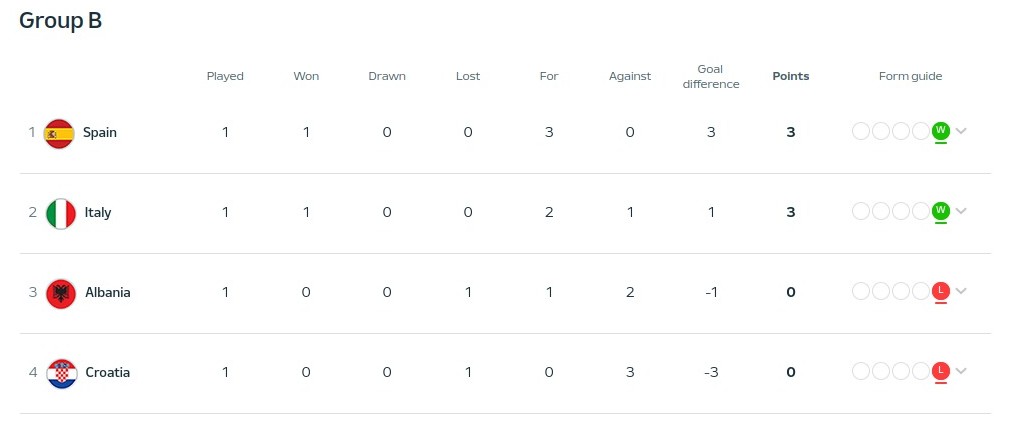 Group B
Played Won Drawn Lost For Against Goal difference Points Form guide
1 Spain 1 1 0 0 3 0 3 3 W
2 Italy 1 1 0 0 2 1 1 3 W
3 Albania 1 0 0 1 1 2 -1 0 L
4 Croatia 1 0 0 1 0 3 -3 0 L